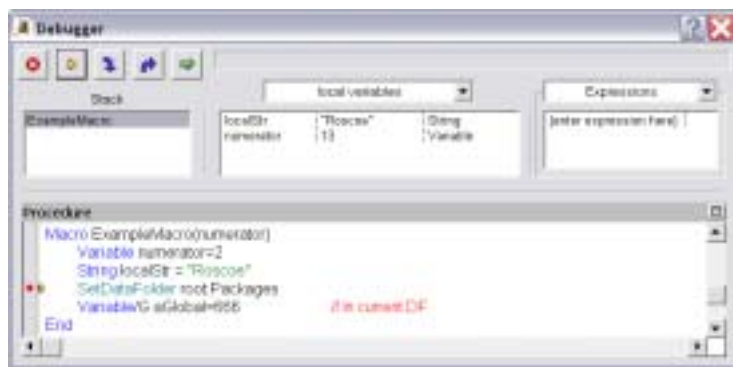 Debugger
Stack
local variables
Expressions
ExampleMacro
localStr "Roscoe" String
numerator 13 Variable
(enter expression here)
Procedure
Macro ExampleMacro(numerator)
Variable numerator=2
String localStr = "Roscoe"
SetDataFolder root:Packages
Variable/G aGlobal=666 // in current DF
End